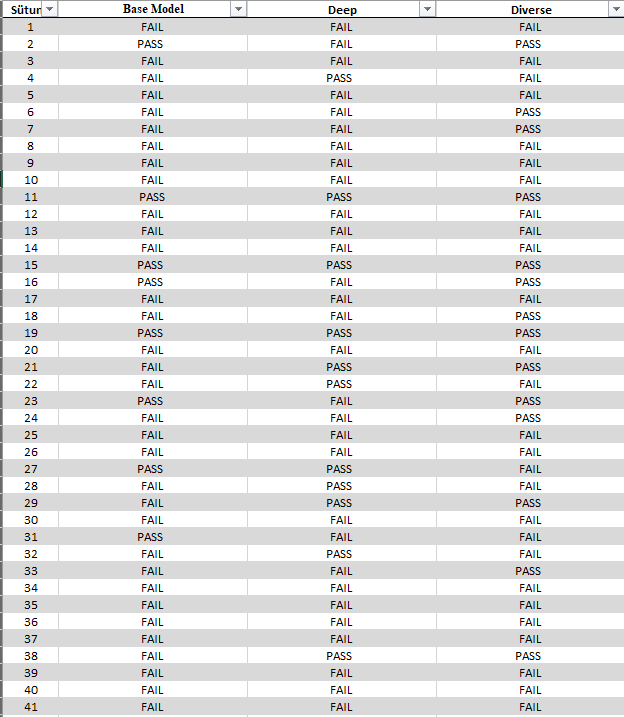 Sütur Base Model Deep Diverse
1 FAIL FAIL FAIL
2 PASS FAIL PASS
3 FAIL FAIL FAIL
4 FAIL PASS FAIL
5 FAIL FAIL FAIL
6 FAIL FAIL PASS
7 FAIL FAIL PASS
8 FAIL FAIL FAIL
9 FAIL FAIL FAIL
10 FAIL FAIL FAIL
11 PASS PASS PASS
12 FAIL FAIL FAIL
13 FAIL FAIL FAIL
14 FAIL FAIL FAIL
15 PASS PASS PASS
16 PASS FAIL PASS
17 FAIL FAIL FAIL
18 FAIL FAIL PASS
19 PASS PASS PASS
20 FAIL FAIL FAIL
21 FAIL PASS PASS
22 FAIL PASS FAIL
23 PASS FAIL PASS
24 FAIL FAIL PASS
25 FAIL FAIL FAIL
26 FAIL FAIL FAIL
27 PASS PASS FAIL
28 FAIL PASS FAIL
29 FAIL PASS PASS
30 FAIL FAIL FAIL
31 PASS FAIL FAIL
32 FAIL PASS FAIL
33 FAIL FAIL PASS
34 FAIL FAIL FAIL
35 FAIL FAIL FAIL
36 FAIL FAIL FAIL
37 FAIL FAIL FAIL
38 FAIL PASS PASS
39 FAIL FAIL FAIL
40 FAIL FAIL FAIL
41 FAIL FAIL FAIL